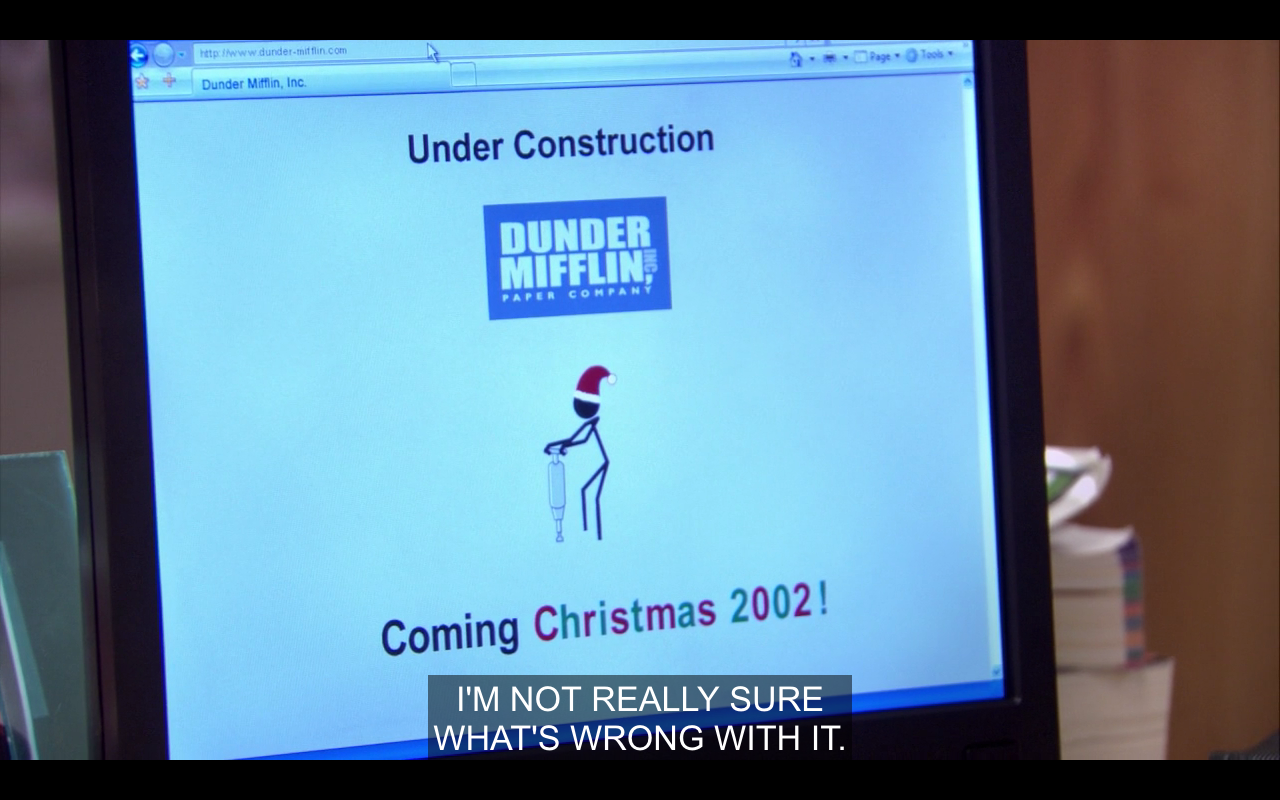 http://www.dunder-mifflin.com
Page Tools
Dunder Mifflin, Inc.
Under Construction
DUNDER
MIFFLIN, INC
PAPER COMPANY
Coming Christmas 2002!
I'M NOT REALLY SURE
WHAT'S WRONG WITH IT.